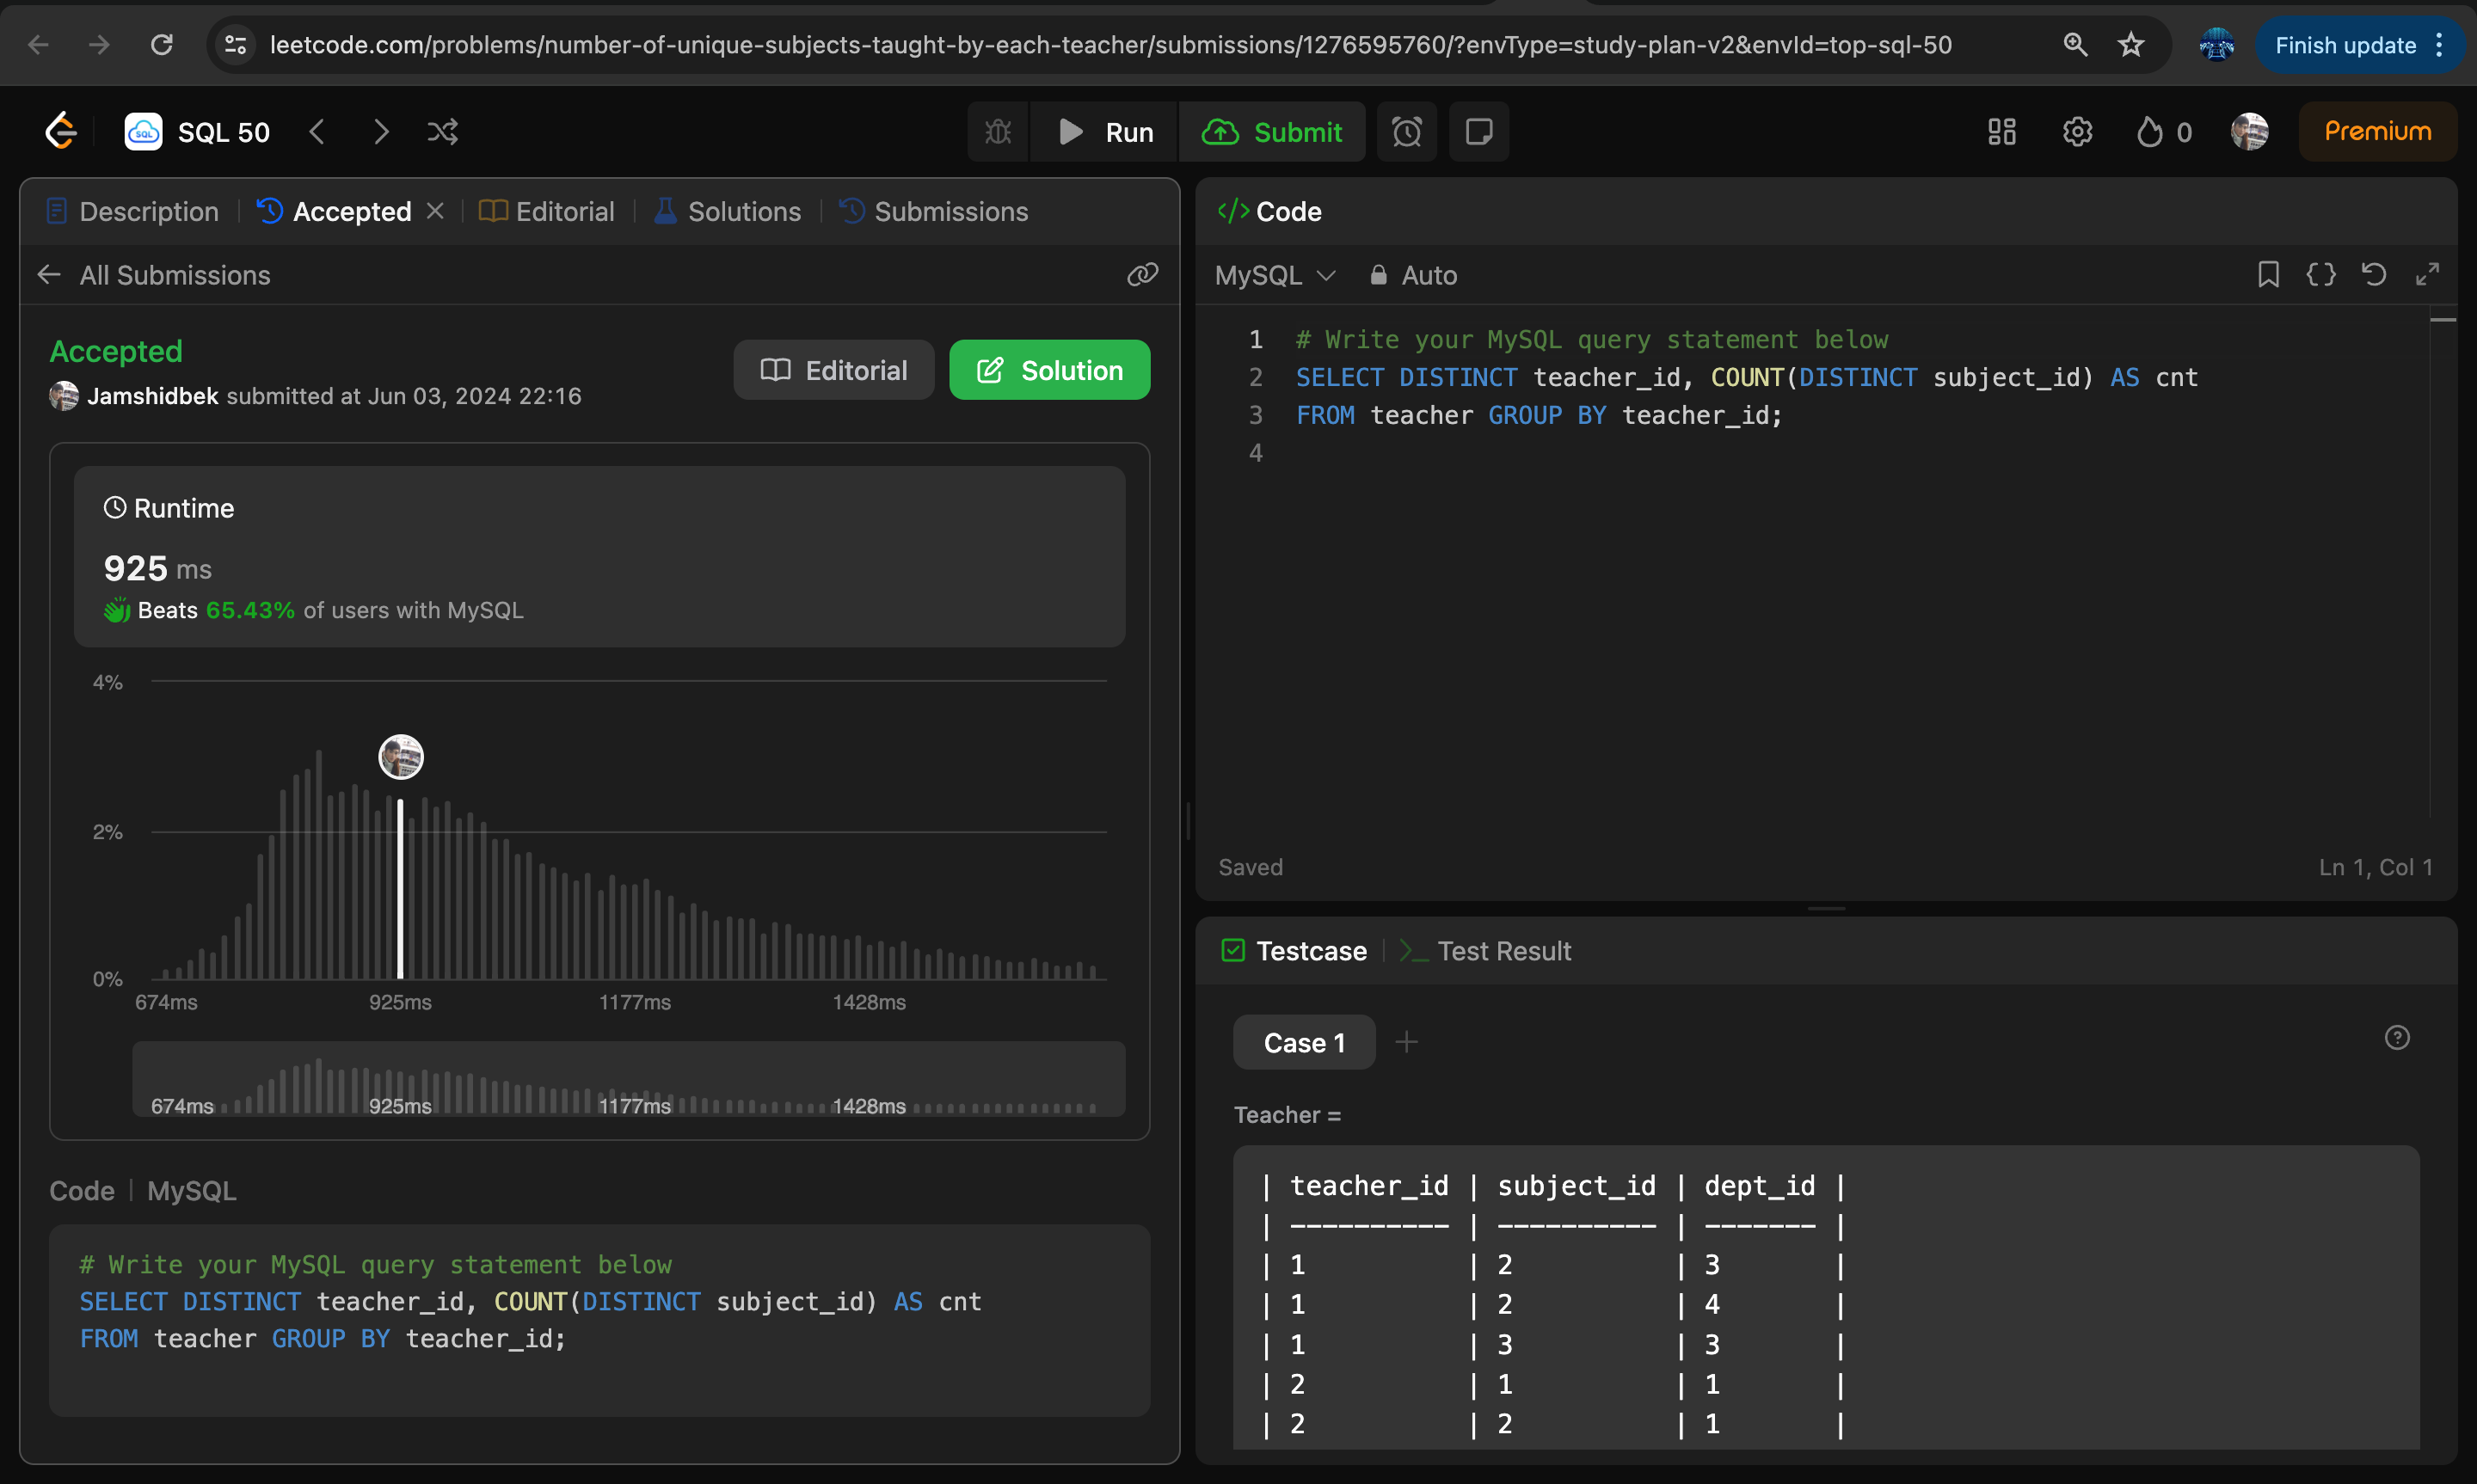 leetcode.com/problems/number-of-unique-subjects-taught-by-each-teacher/submissions/1276595760/?envType=study-plan-v2&envId=top-sql-50
Finish update
SQL
SQL 50
Run
Submit
0
Premium
Description
Accepted
Editorial
Solutions
Submissions
All Submissions
Accepted
Editorial
Solution
Jamshidbek submitted at Jun 03, 2024 22:16
Runtime
925 ms
Beats 65.43% of users with MySQL
4%
2%
0%
674ms 925ms 1177ms 1428ms
674ms 925ms 1177ms 1428ms
Code | MySQL
# Write your MySQL query statement below
SELECT DISTINCT teacher_id, COUNT(DISTINCT subject_id) AS cnt
FROM teacher GROUP BY teacher_id;
</> Code
MySQL
Auto
1 # Write your MySQL query statement below
2 SELECT DISTINCT teacher_id, COUNT(DISTINCT subject_id) AS cnt
3 FROM teacher GROUP BY teacher_id;
4
Saved
Ln 1, Col 1
Testcase
>_ Test Result
Case 1
+
Teacher =
| teacher_id | subject_id | dept_id |
| ---------- | ---------- | ------- |
| 1 | 2 | 3 |
| 1 | 2 | 4 |
| 1 | 3 | 3 |
| 2 | 1 | 1 |
| 2 | 2 | 1 |